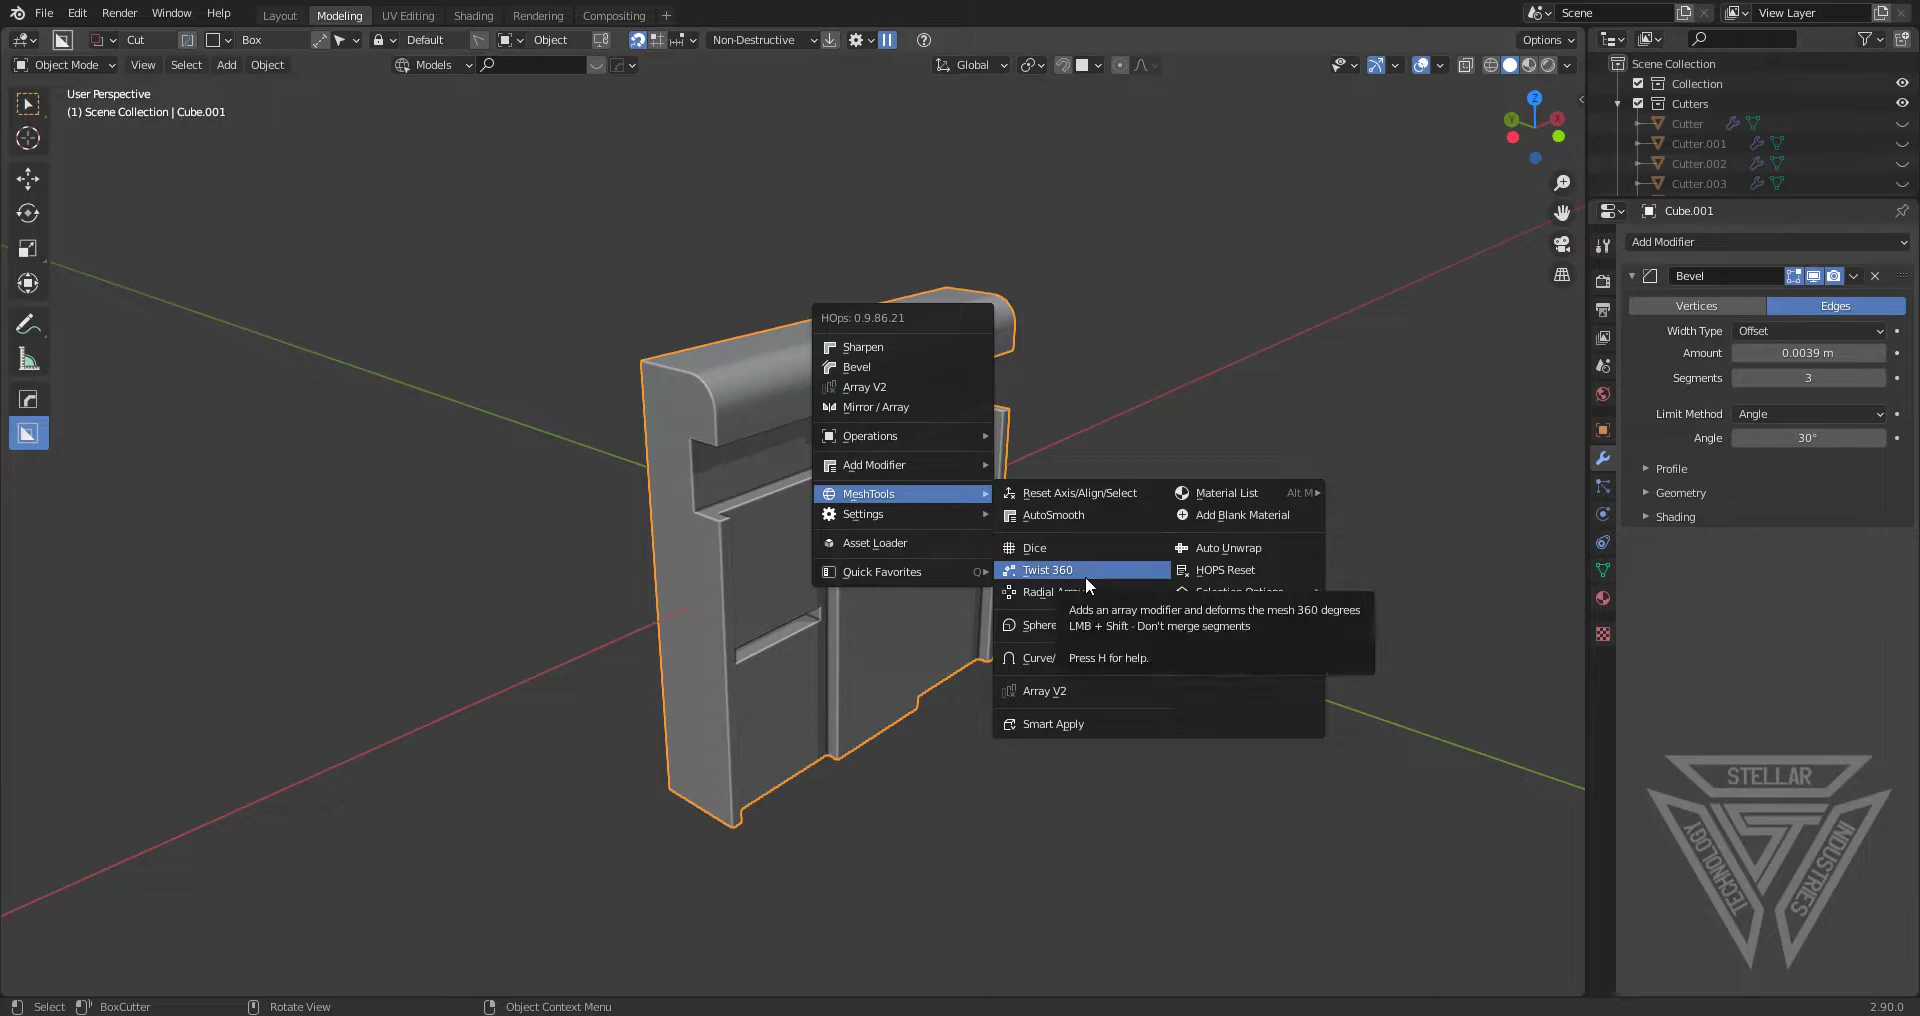 File Edit Render Window Help Layout Modeling UV Editing Shading Rendering Compositing + Scene View Layer
Cut Box Default Object Non-Destructive Options
Object Mode View Select Add Object Models Global
User Perspective
(1) Scene Collection | Cube.001
Z
Y
X
Scene Collection
Collection
Cutters
Cutter
Cutter.001
Cutter.002
Cutter.003
Cube.001
Add Modifier
Bevel
Vertices Edges
Width Type Offset
Amount 0.0039 m
Segments 3
Limit Method Angle
Angle 30°
Profile
Geometry
Shading
HOps: 0.9.86.21
Sharpen
Bevel
Array V2
Mirror / Array
Operations
Add Modifier
MeshTools
Settings
Asset Loader
Quick Favorites Q
Reset Axis/Align/Select
AutoSmooth
Dice
Twist 360
Radial
Sphere
Curve/
Array V2
Smart Apply
Material List Alt M
Add Blank Material
Auto Unwrap
HOPS Reset
Adds an array modifier and deforms the mesh 360 degrees
LMB + Shift - Don't merge segments
Press H for help.
STELLAR
TECHNOLOGY
INDUSTRIES
Select BoxCutter Rotate View Object Context Menu 2.90.0